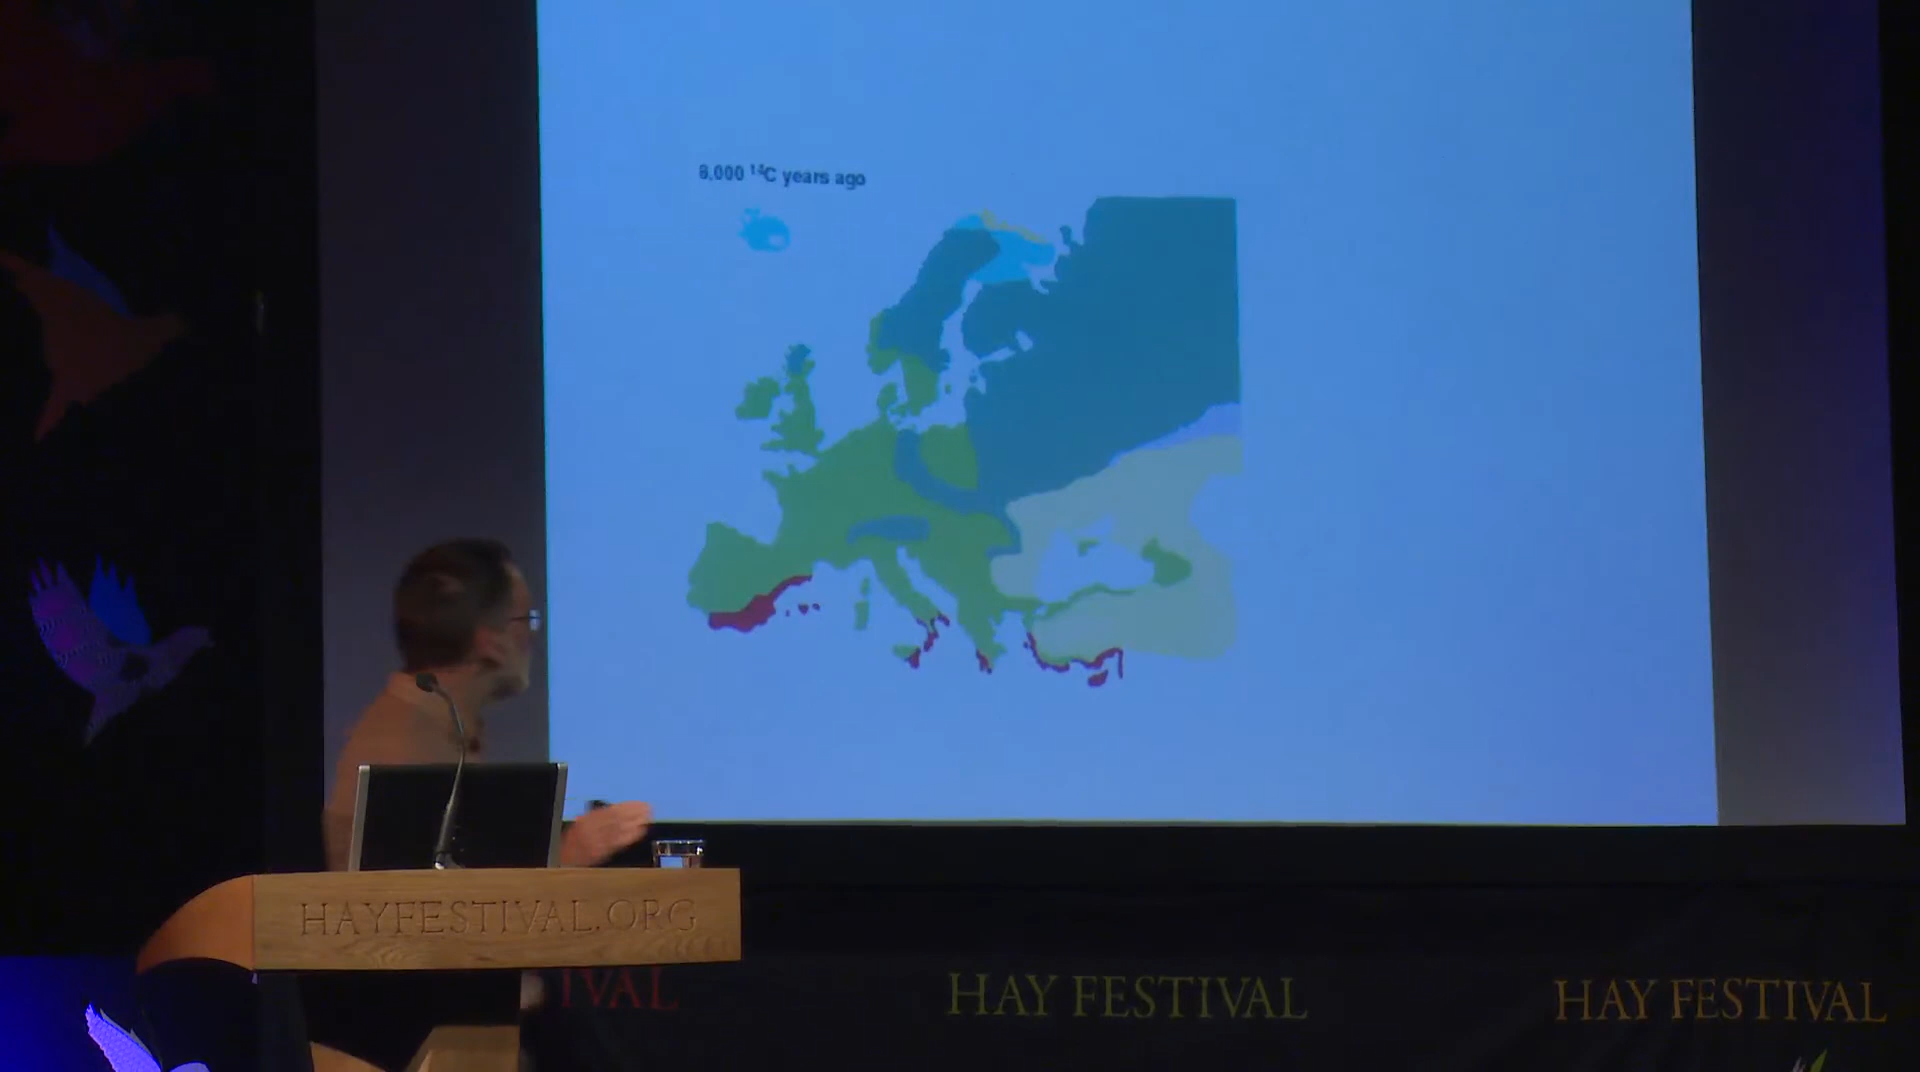 8,000 ¹⁴C years ago
HAYFESTIVAL.ORG
IVAL
HAY FESTIVAL
HAY FESTIVAL